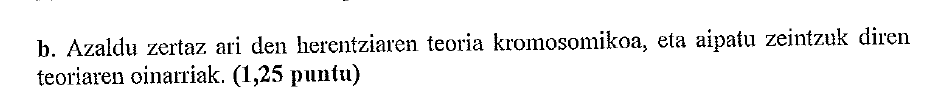 b. Azaldu zertaz ari den herentziaren teoria kromosomikoa, eta aipatu zeintzuk diren
teoriaren oinarriak. (1,25 puntu)